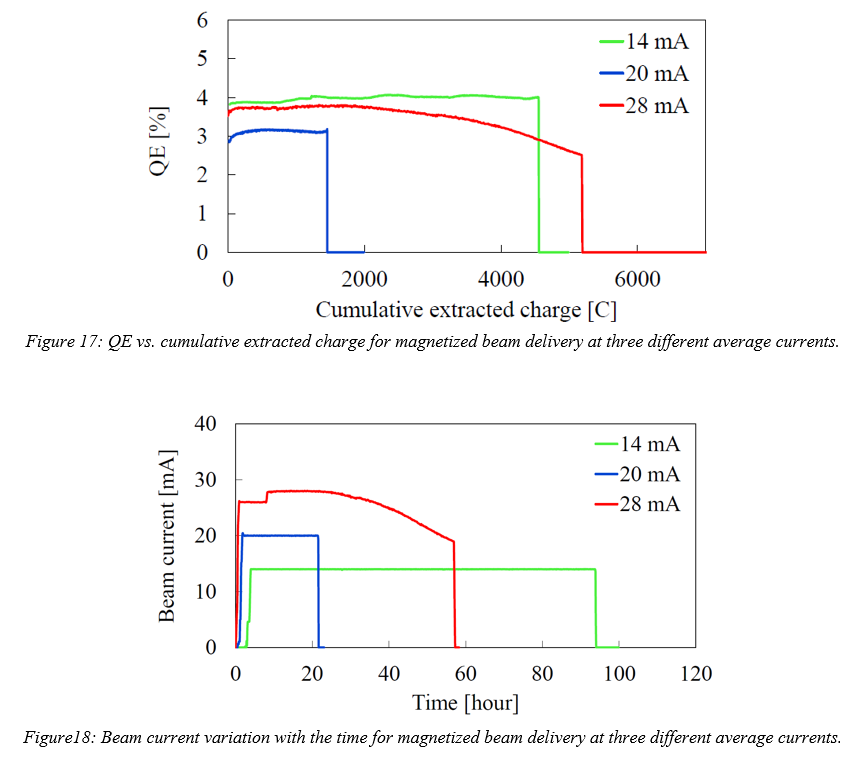 6
5
4
3
2
1
0
QE [%]
14 mA
20 mA
28 mA
0 2000 4000 6000
Cumulative extracted charge [C]
Figure 17: QE vs. cumulative extracted charge for magnetized beam delivery at three different average currents.
40
30
20
10
0
Beam current [mA]
14 mA
20 mA
28 mA
0 20 40 60 80 100 120
Time [hour]
Figure18: Beam current variation with the time for magnetized beam delivery at three different average currents.